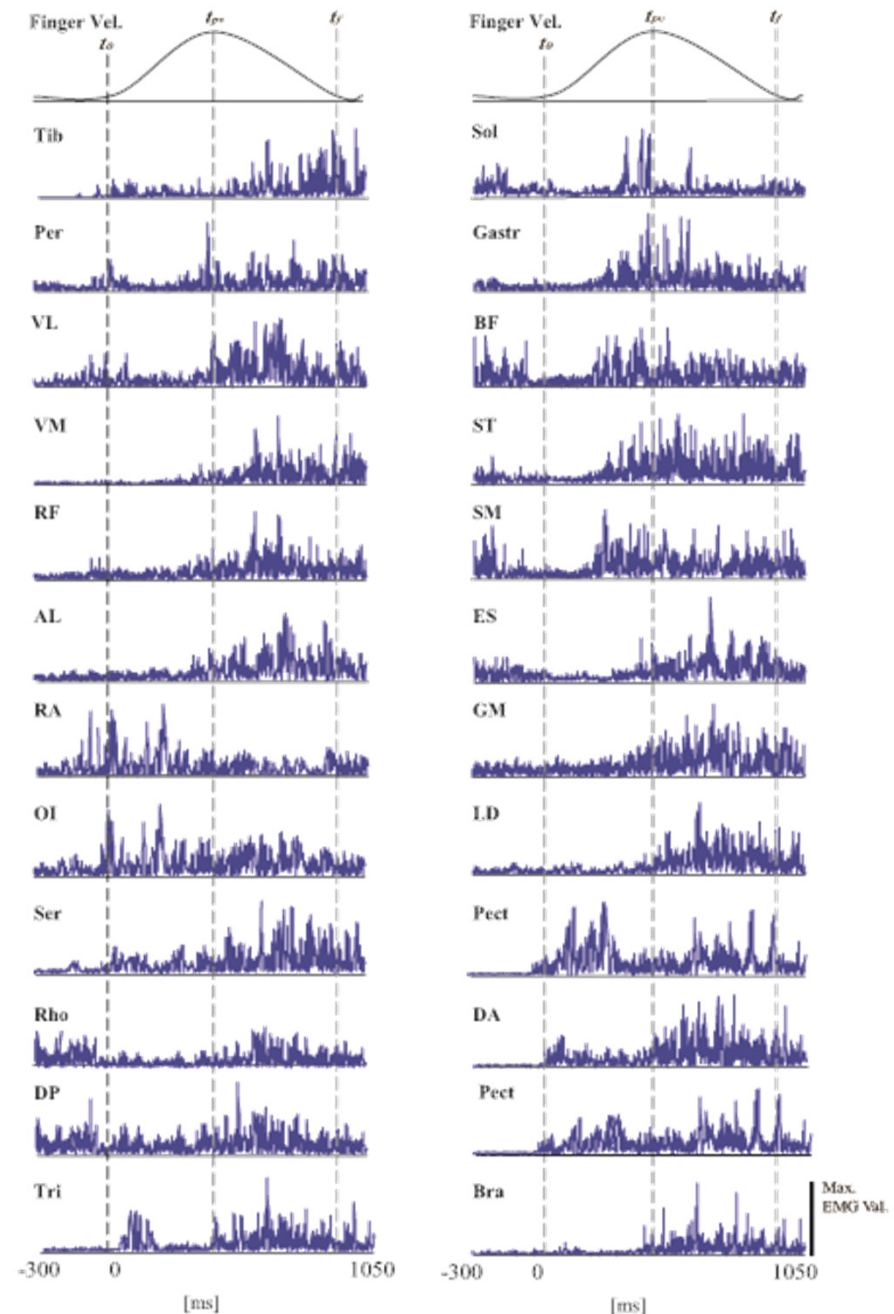 Finger Vel.
t₀
tₚᵥ
t_f
Tib
Per
VL
VM
RF
AL
RA
OI
Ser
Rho
DP
Tri
-300 0 1050
[ms]
Finger Vel.
t₀
tₚᵥ
t_f
Sol
Gastr
BF
ST
SM
ES
GM
LD
Pect
DA
Pect
Bra
Max.
EMG Val.
-300 0 1050
[ms]